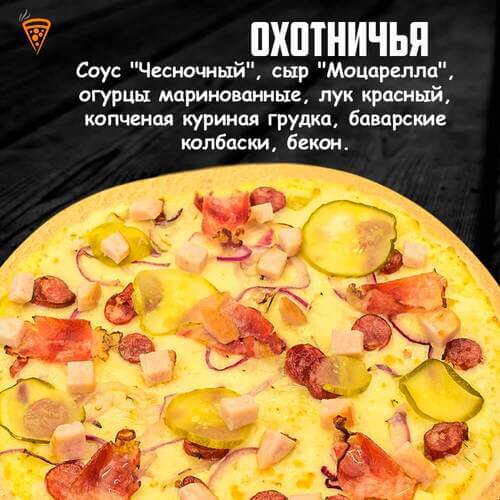 ОХОТНИЧЬЯ
Соус "Чесночный", сыр "Моцарелла",
огурцы маринованные, лук красный,
копченая куриная грудка, баварские
колбаски, бекон.